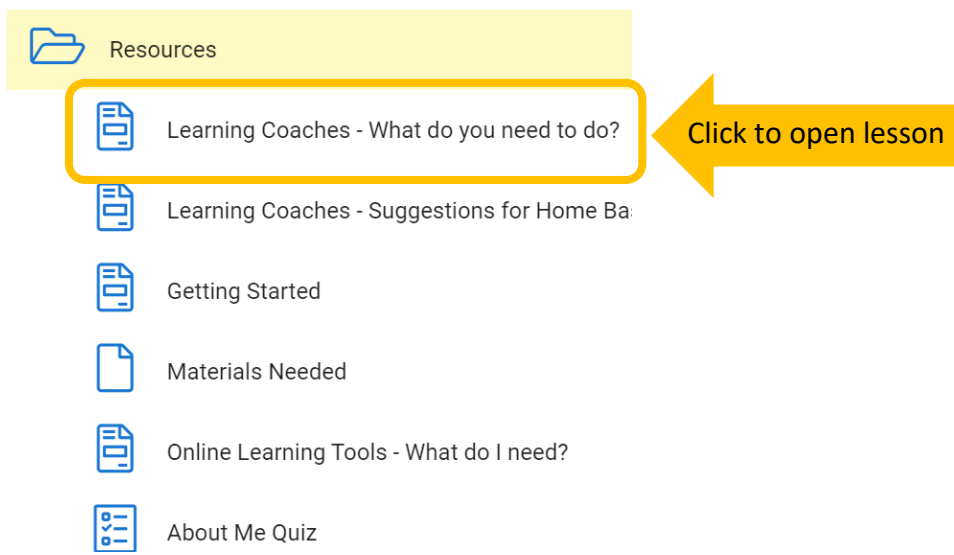 Resources
Learning Coaches - What do you need to do?
Click to open lesson
Learning Coaches - Suggestions for Home
Getting Started
Materials Needed
Online Learning Tools - What do I need?
About Me Quiz